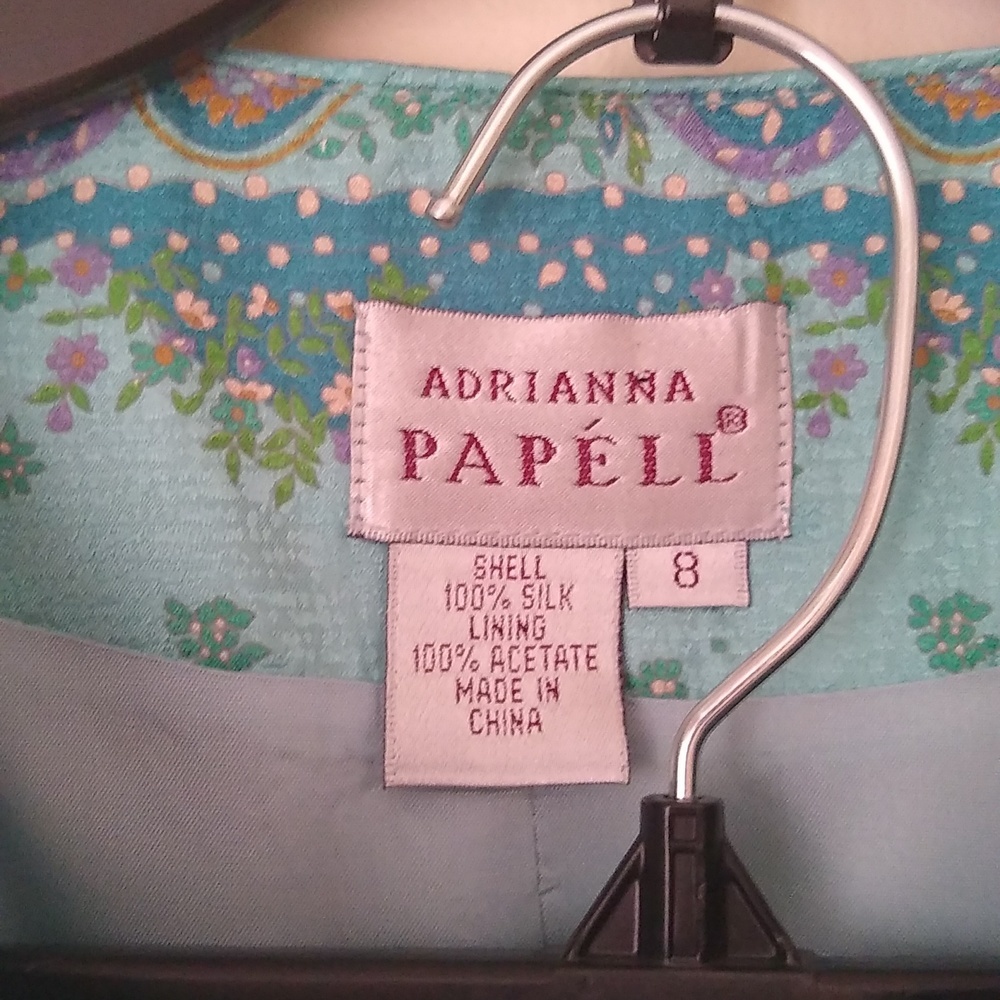 ADRIANNA
PAPÉLL®
SHELL
100% SILK
LINING
100% ACETATE
MADE IN
CHINA
8